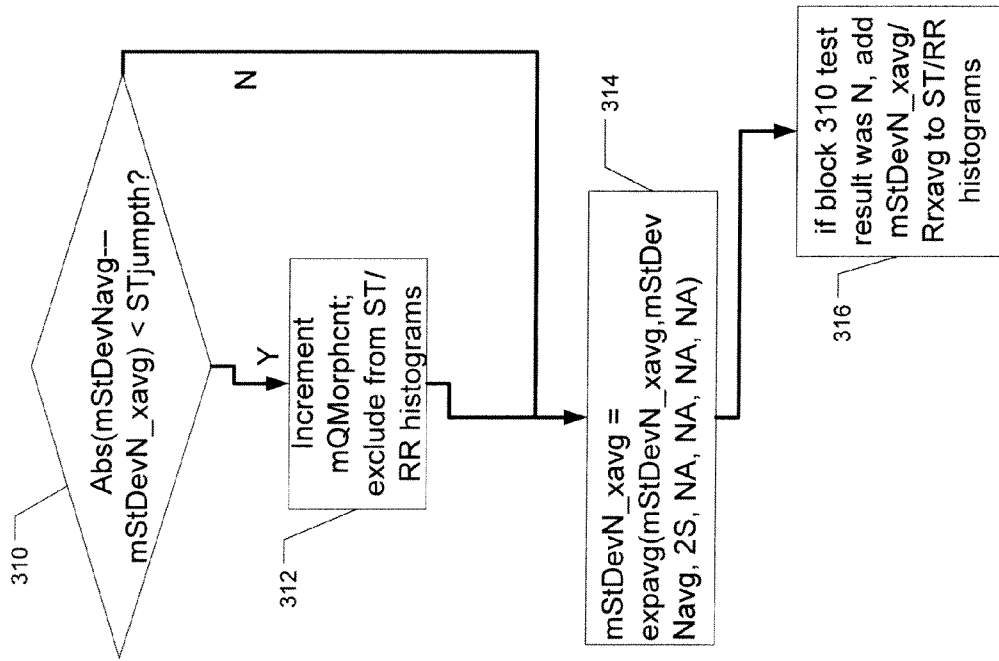 310
Abs(mStDevNavg—
mStDevN_xavg) < STjumpth?
Y
N
312
Increment
mQMorphcnt;
exclude from ST/
RR histograms
314
mStDevN_xavg =
expavg(mStDevN_xavg,mStDev
Navg, 2S, NA, NA, NA, NA)
316
if block 310 test
result was N, add
mStDevN_xavg/
Rrxavg to ST/RR
histograms